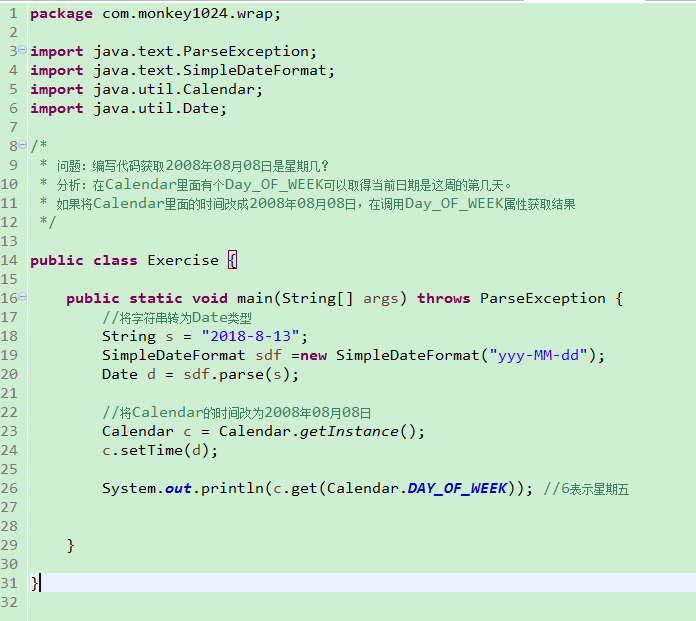 1 package com.monkey1024.wrap;
2
3 import java.text.ParseException;
4 import java.text.SimpleDateFormat;
5 import java.util.Calendar;
6 import java.util.Date;
7
8 /*
9  * 问题：编写代码获取2008年08月08日是星期几？
10  * 分析：在Calendar里面有个Day_OF_WEEK可以取得当前日期是这周的第几天。
11  * 如果将Calendar里面的时间改成2008年08月08日，在调用Day_OF_WEEK属性获取结果
12  */
13
14 public class Exercise {
15
16     public static void main(String[] args) throws ParseException {
17         //将字符串转为Date类型
18         String s = "2018-8-13";
19         SimpleDateFormat sdf =new SimpleDateFormat("yyy-MM-dd");
20         Date d = sdf.parse(s);
21
22         //将Calendar的时间改为2008年08月08日
23         Calendar c = Calendar.getInstance();
24         c.setTime(d);
25
26         System.out.println(c.get(Calendar.DAY_OF_WEEK)); //6表示星期五
27
28
29     }
30
31 }
32